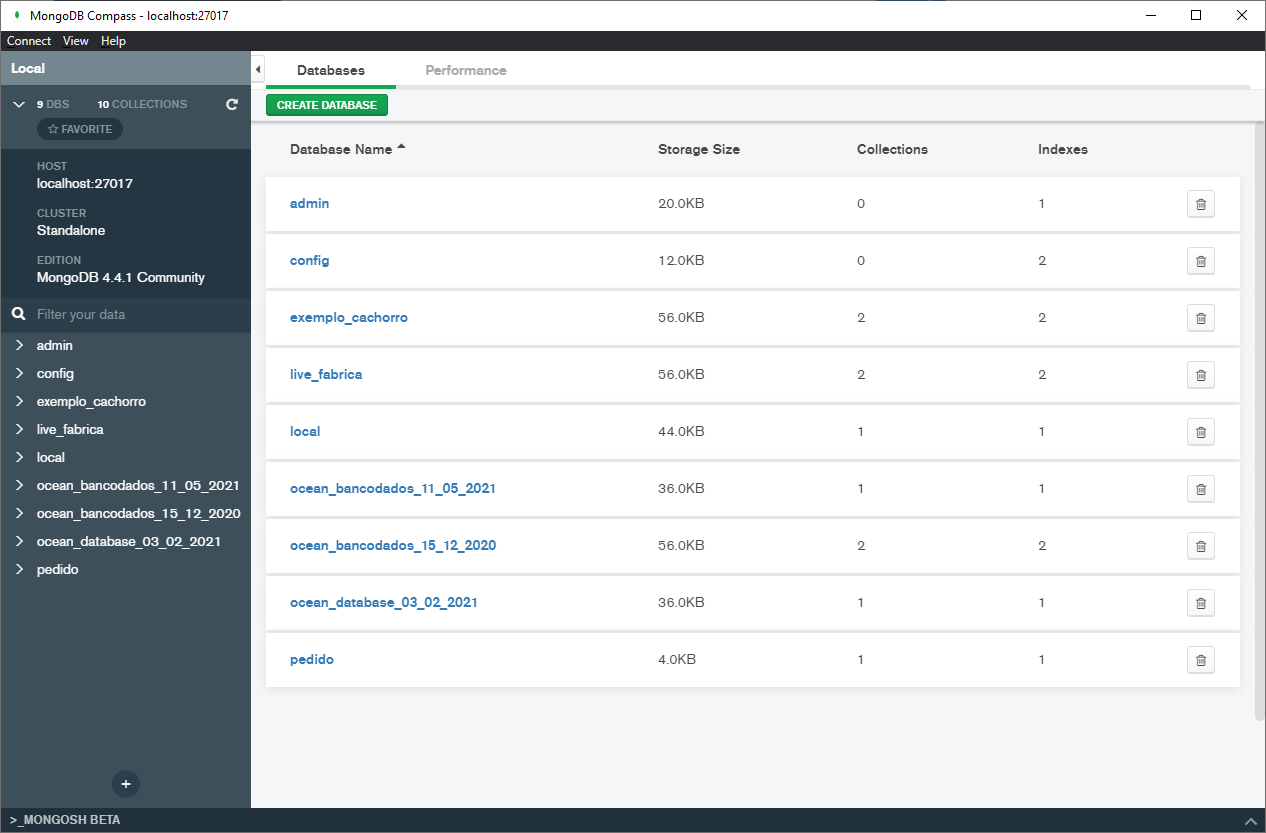 MongoDB Compass - localhost:27017
Connect View Help
Local
Databases Performance
9 DBS 10 COLLECTIONS
FAVORITE
CREATE DATABASE
HOST
localhost:27017
CLUSTER
Standalone
EDITION
MongoDB 4.4.1 Community
Filter your data
admin
config
exemplo_cachorro
live_fabrica
local
ocean_bancodados_11_05_2021
ocean_bancodados_15_12_2020
ocean_database_03_02_2021
pedido
Database Name Storage Size Collections Indexes
admin 20.0KB 0 1
config 12.0KB 0 2
exemplo_cachorro 56.0KB 2 2
live_fabrica 56.0KB 2 2
local 44.0KB 1 1
ocean_bancodados_11_05_2021 36.0KB 1 1
ocean_bancodados_15_12_2020 56.0KB 2 2
ocean_database_03_02_2021 36.0KB 1 1
pedido 4.0KB 1 1
>_MONGOSH BETA